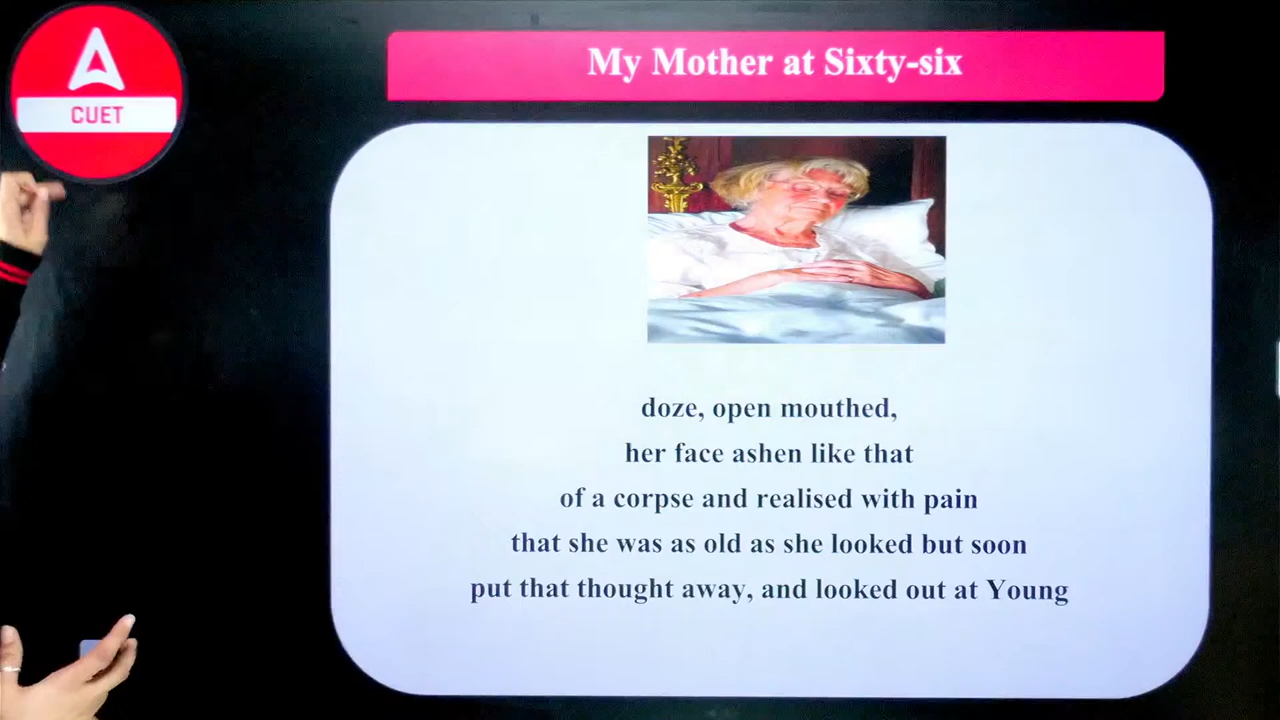 CUET
My Mother at Sixty-six
doze, open mouthed,
her face ashen like that
of a corpse and realised with pain
that she was as old as she looked but soon
put that thought away, and looked out at Young